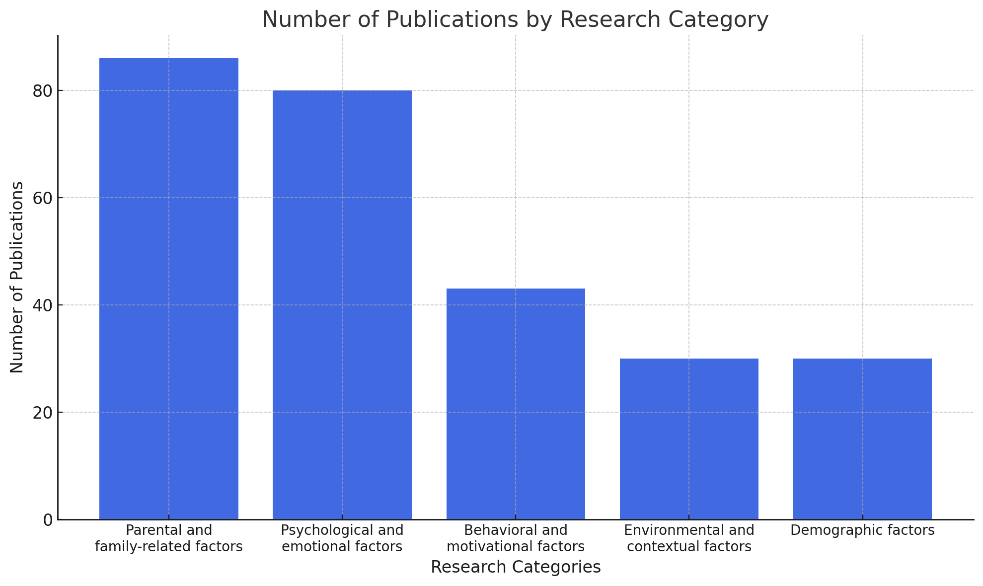 Number of Publications by Research Category
Number of Publications
80
60
40
20
0
Parental and
family-related factors
Psychological and
emotional factors
Behavioral and
motivational factors
Environmental and
contextual factors
Demographic factors
Research Categories